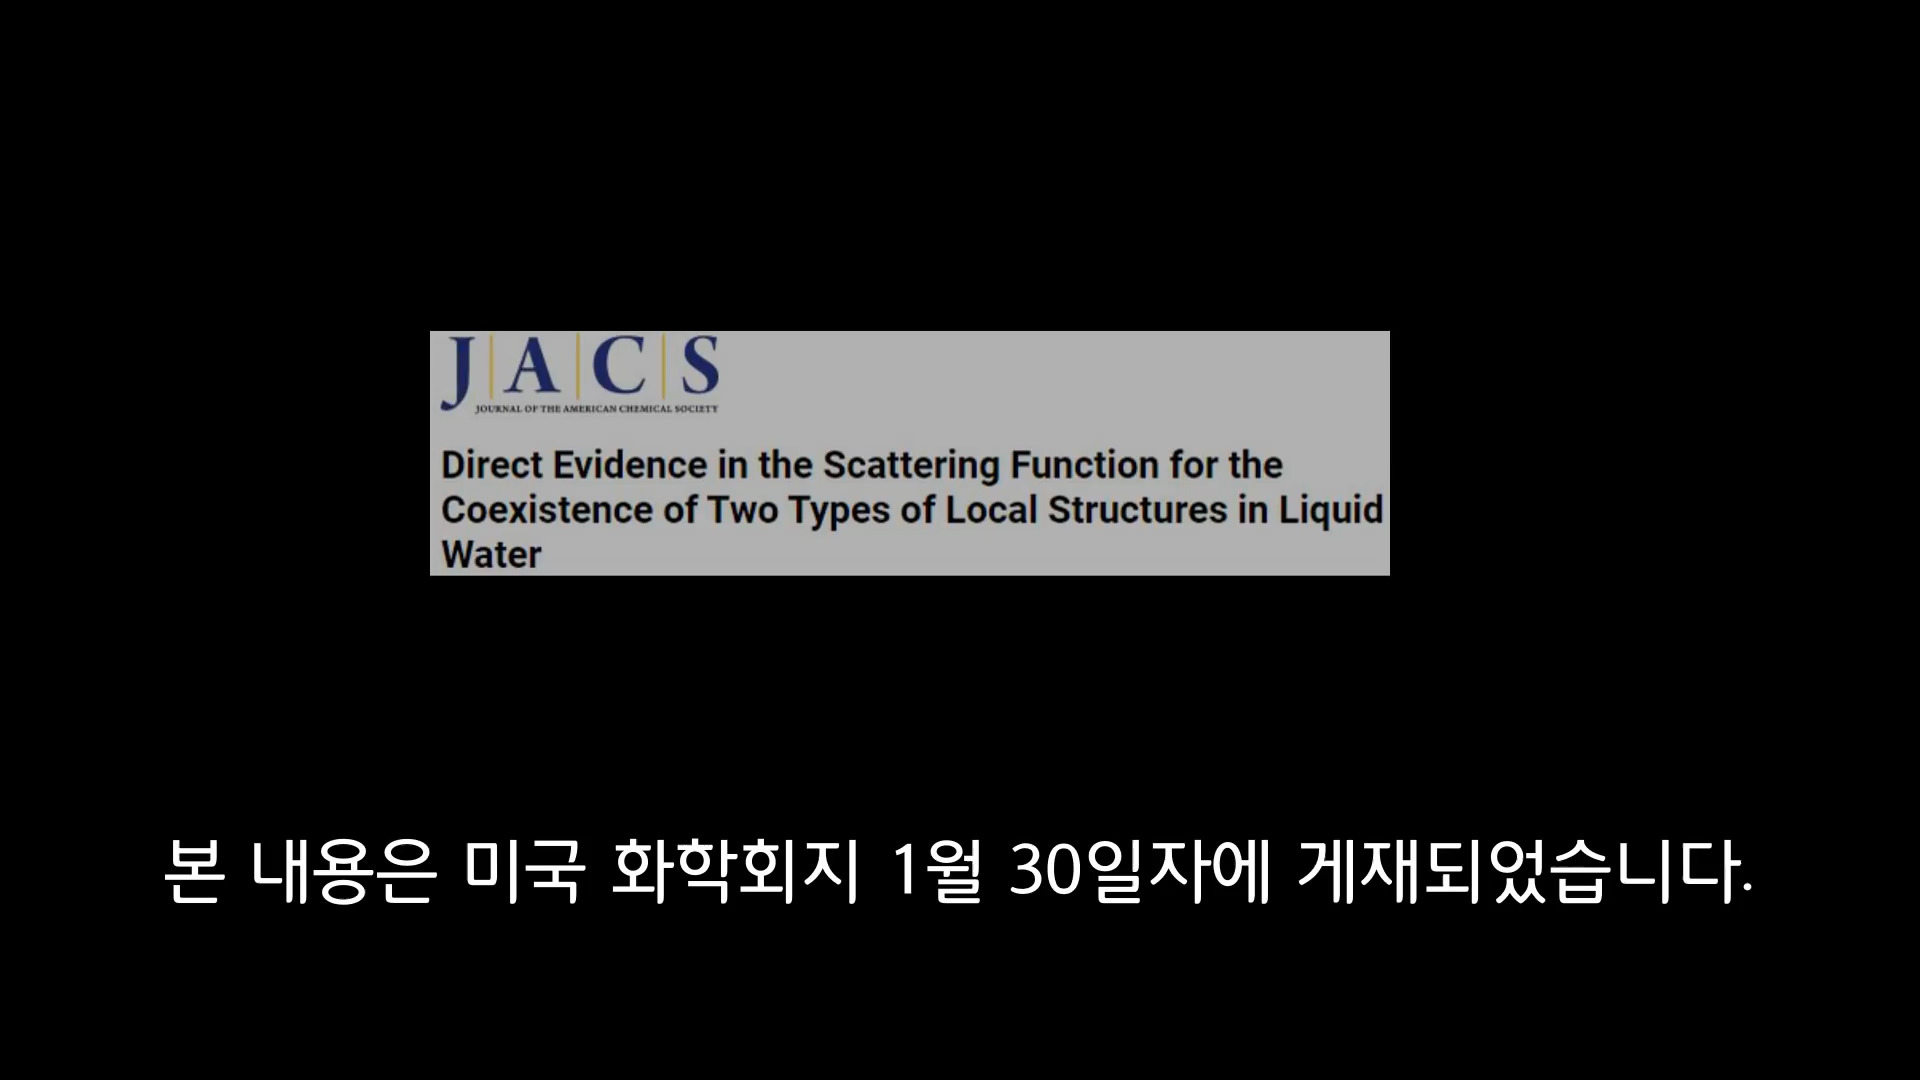 J|A|C|S
JOURNAL OF THE AMERICAN CHEMICAL SOCIETY
Direct Evidence in the Scattering Function for the
Coexistence of Two Types of Local Structures in Liquid
Water
본 내용은 미국 화학회지 1월 30일자에 게재되었습니다.